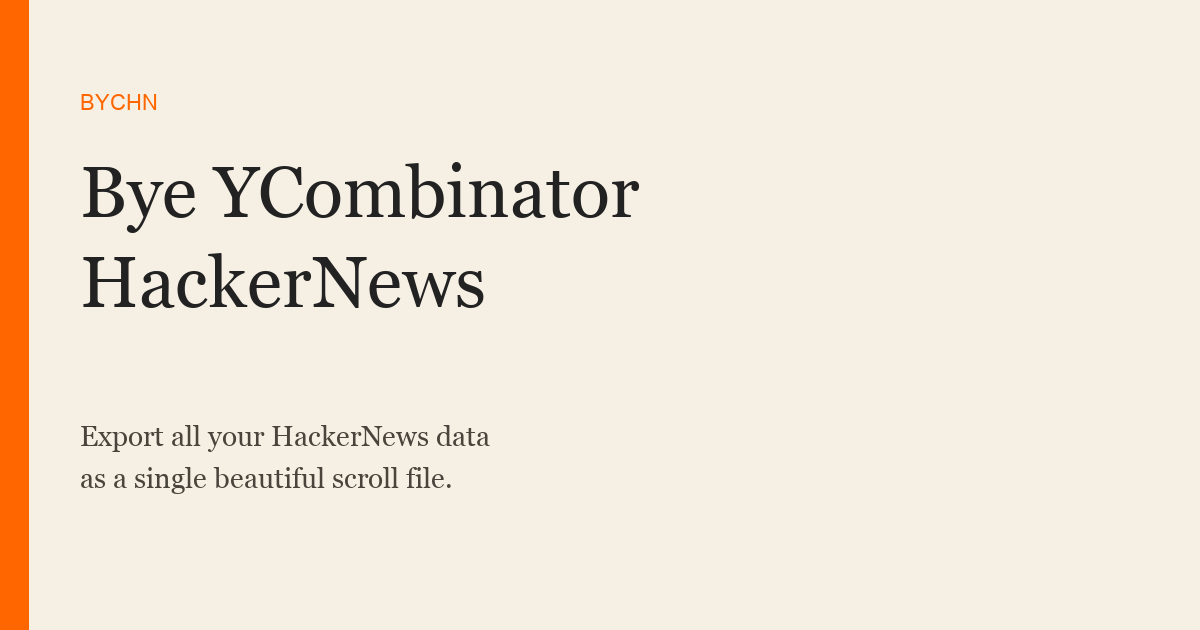 BYCHN
Bye YCombinator
HackerNews
Export all your HackerNews data
as a single beautiful scroll file.